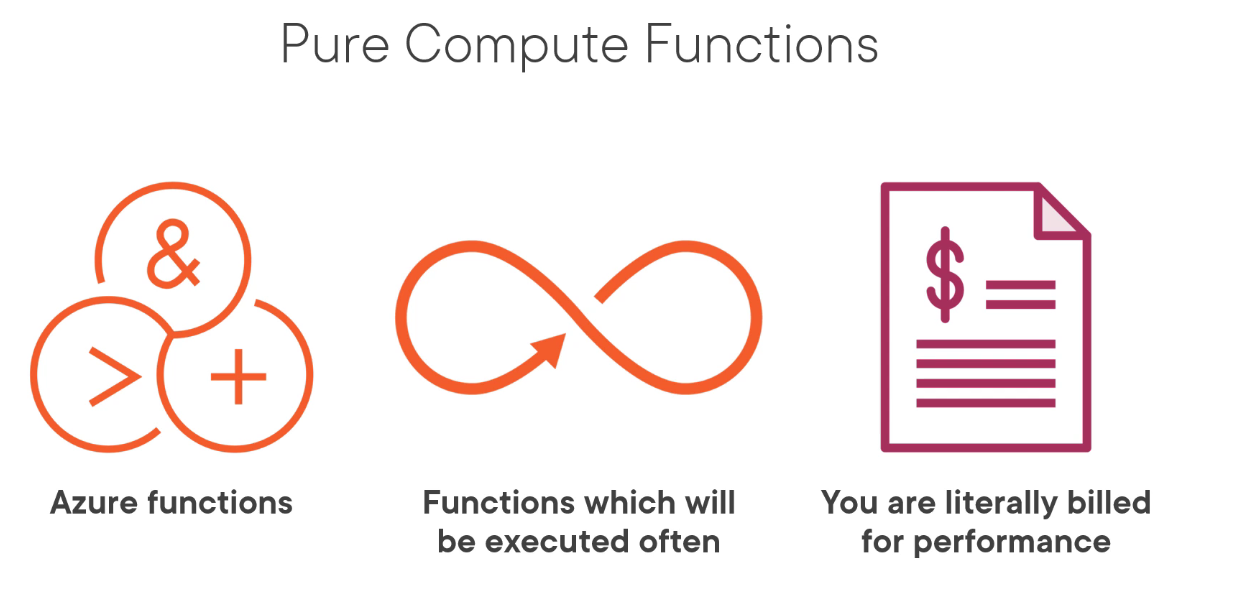 Pure Compute Functions
&
>
+
$
Azure functions
Functions which will
be executed often
You are literally billed
for performance